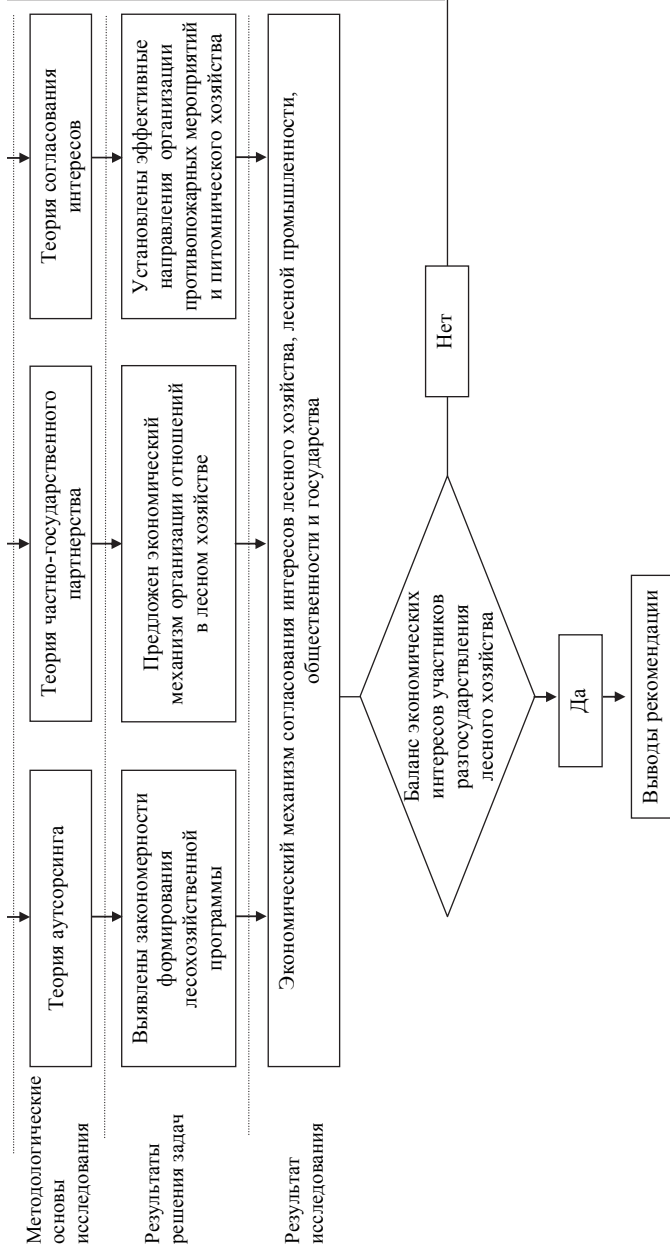 Методологические
основы
исследования
Теория аутсорсинга
Теория частно-государственного
партнерства
Теория согласования
интересов
Результаты
решения задач
Выявлены закономерности
формирования
лесохозяйственной
программы
Предложен экономический
механизм организации отношений
в лесном хозяйстве
Установлены эффективные
направления организации
противопожарных мероприятий
и питомнического хозяйства
Результат
исследования
Экономический механизм согласования интересов лесного хозяйства, лесной промышленности,
общественности и государства
Баланс экономических
интересов участников
разгосударствления
лесного хозяйства
Нет
Да
Выводы рекомендации